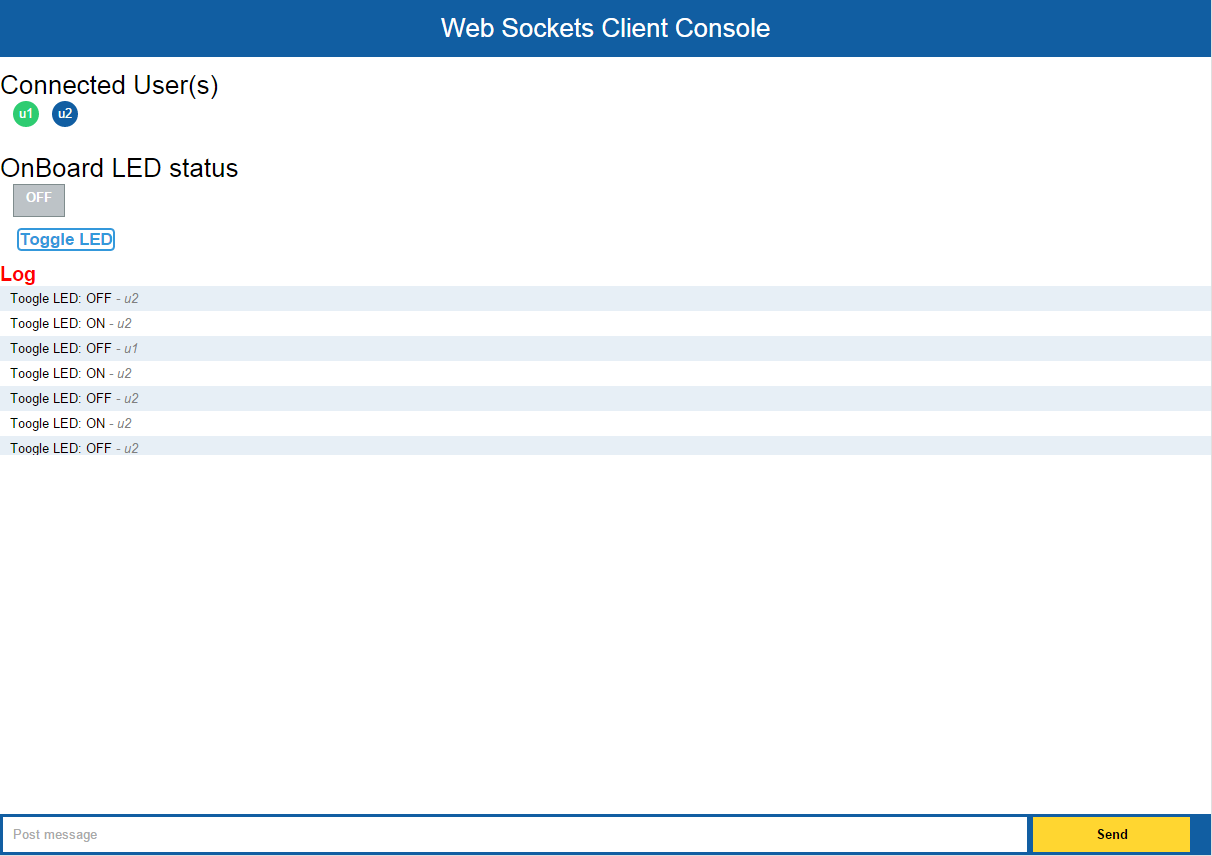 Web Sockets Client Console
Connected User(s)
u1 u2
OnBoard LED status
OFF
Toggle LED
Log
Toogle LED: OFF - u2
Toogle LED: ON - u2
Toogle LED: OFF - u1
Toogle LED: ON - u2
Toogle LED: OFF - u2
Toogle LED: ON - u2
Toogle LED: OFF - u2
Post message Send